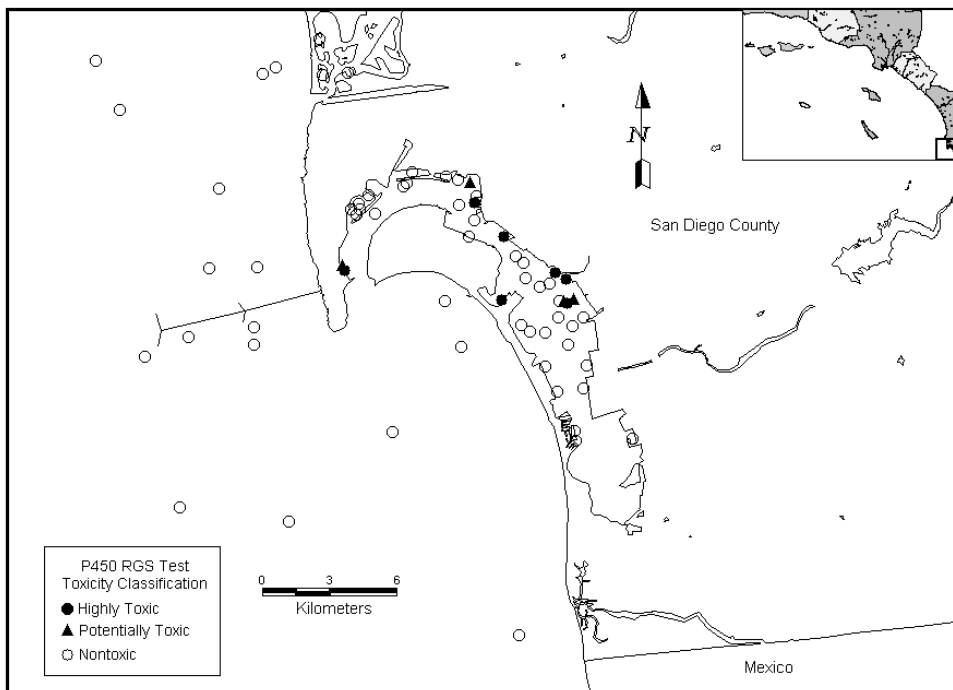 N
San Diego County
P450 RGS Test
Toxicity Classification
Highly Toxic
Potentially Toxic
Nontoxic
0 3 6
Kilometers
Mexico